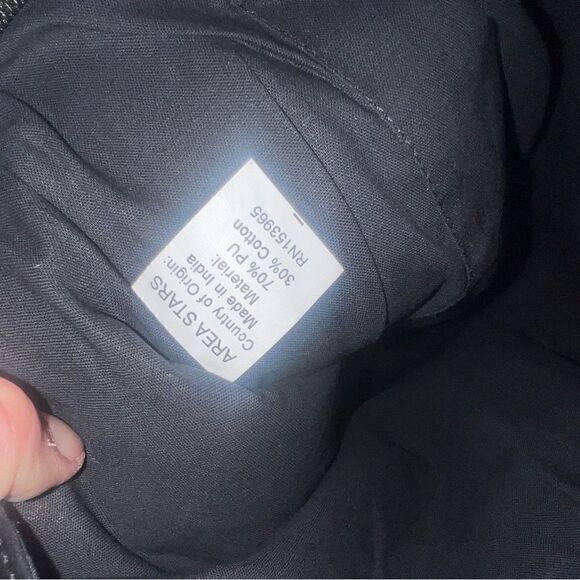 AREA STARS
Country of Origin:
Made in India
Material:
70% PU
30% Cotton
RN153965